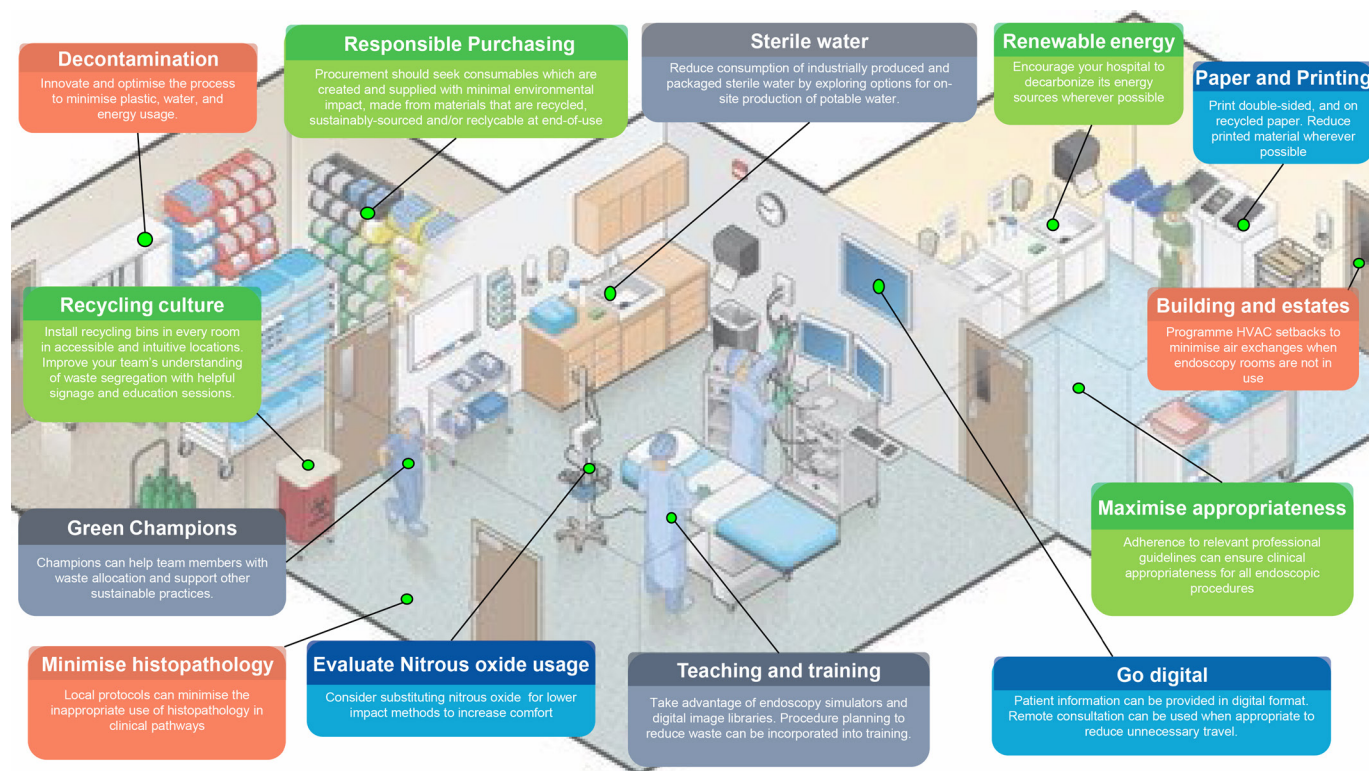 Decontamination
Innovate and optimise the process
to minimise plastic, water, and
energy usage.
Responsible Purchasing
Procurement should seek consumables which are
created and supplied with minimal environmental
impact, made from materials that are recycled,
sustainably-sourced and/or reclycable at end-of-use
Sterile water
Reduce consumption of industrially produced and
packaged sterile water by exploring options for on-
site production of potable water.
Renewable energy
Encourage your hospital to
decarbonize its energy
sources wherever possible
Paper and Printing
Print double-sided, and on
recycled paper. Reduce
printed material wherever
possible
Recycling culture
Install recycling bins in every room
in accessible and intuitive locations.
Improve your team's understanding
of waste segregation with helpful
signage and education sessions.
Building and estates
Programme HVAC setbacks to
minimise air exchanges when
endoscopy rooms are not in
use
Green Champions
Champions can help team members with
waste allocation and support other
sustainable practices.
Maximise appropriateness
Adherence to relevant professional
guidelines can ensure clinical
appropriateness for all endoscopic
procedures
Minimise histopathology
Local protocols can minimise the
inappropriate use of histopathology in
clinical pathways
Evaluate Nitrous oxide usage
Consider substituting nitrous oxide for lower
impact methods to increase comfort
Teaching and training
Take advantage of endoscopy simulators and
digital image libraries. Procedure planning to
reduce waste can be incorporated into training.
Go digital
Patient information can be provided in digital format.
Remote consultation can be used when appropriate to
reduce unnecessary travel.